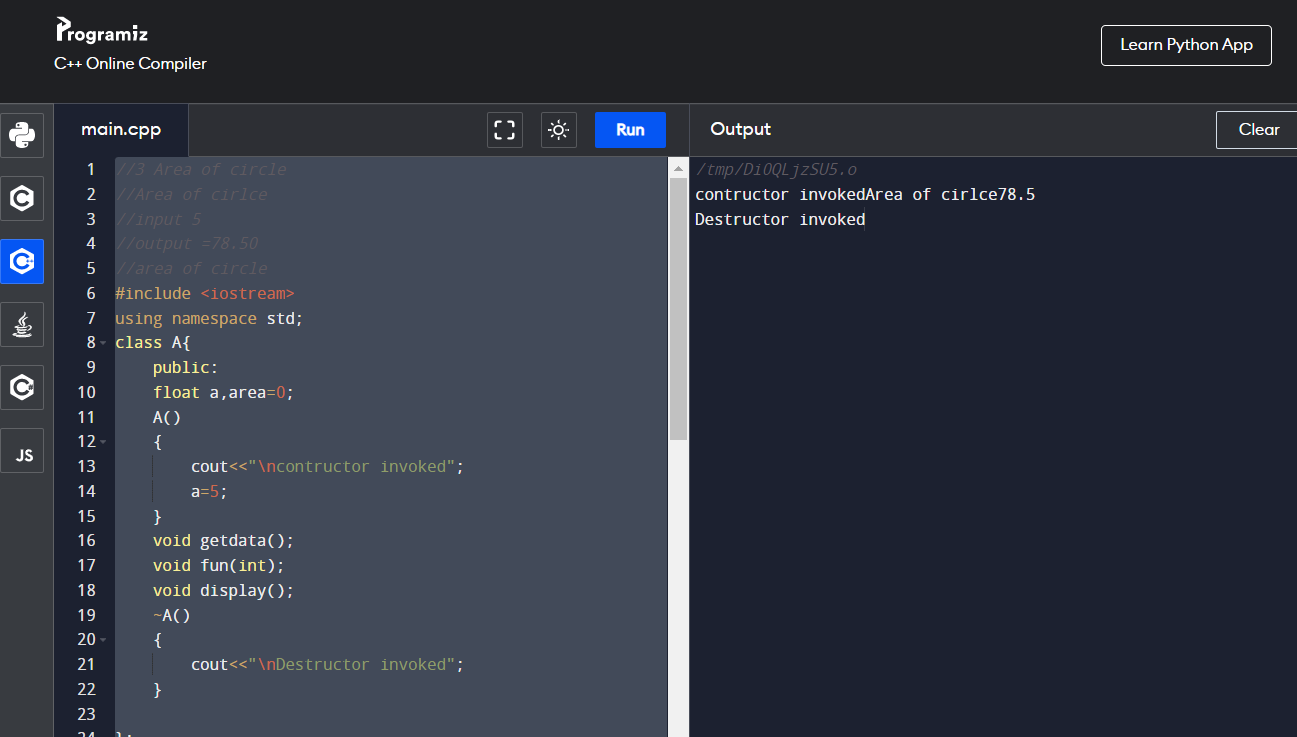 Programiz
C++ Online Compiler
Learn Python App
main.cpp
Run
Output
Clear
JS
1 //3 Area of circle
2 //Area of cirlce
3 //input 5
4 //output =78,50
5 //area of circle
6 #include <iostream>
7 using namespace std;
8 class A{
9 public:
10 float a,area=0;
11 A()
12 {
13 cout<<"\ncontructor invoked";
14 a=5;
15 }
16 void getdata();
17 void fun(int);
18 void display();
19 ~A()
20 {
21 cout<<"\nDestructor invoked";
22 }
23
24 };
/tmp/DiOQLjzSU5.o
contructor invokedArea of cirlce78.5
Destructor invoked